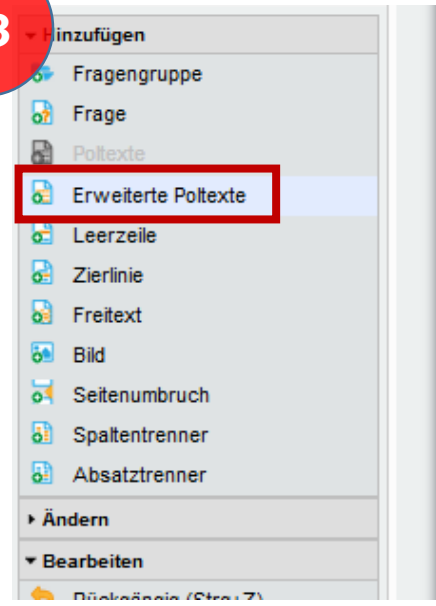 3
Hinzufügen
Fragengruppe
Frage
Poltexte
Erweiterte Poltexte
Leerzeile
Zierlinie
Freitext
Bild
Seitenumbruch
Spaltentrenner
Absatztrenner
Ändern
Bearbeiten
Rückgängig (Strg+Z)